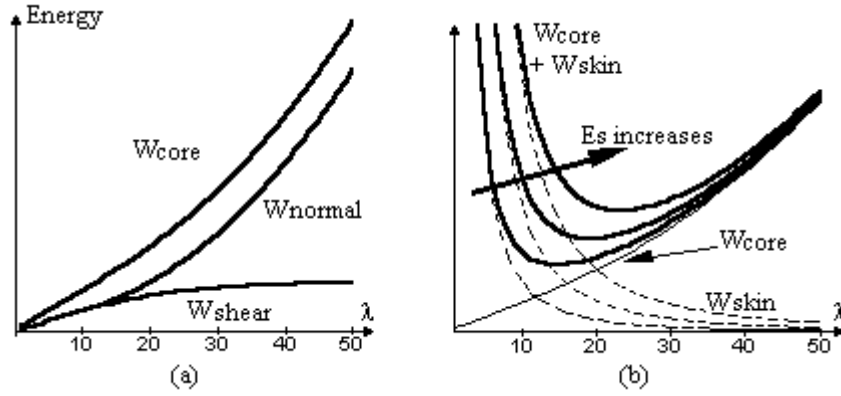 Energy
Wcore
Wnormal
Wshear
λ
10 20 30 40 50
(a)
Wcore
+ Wskin
Es increases
Wcore
Wskin
λ
10 20 30 40 50
(b)